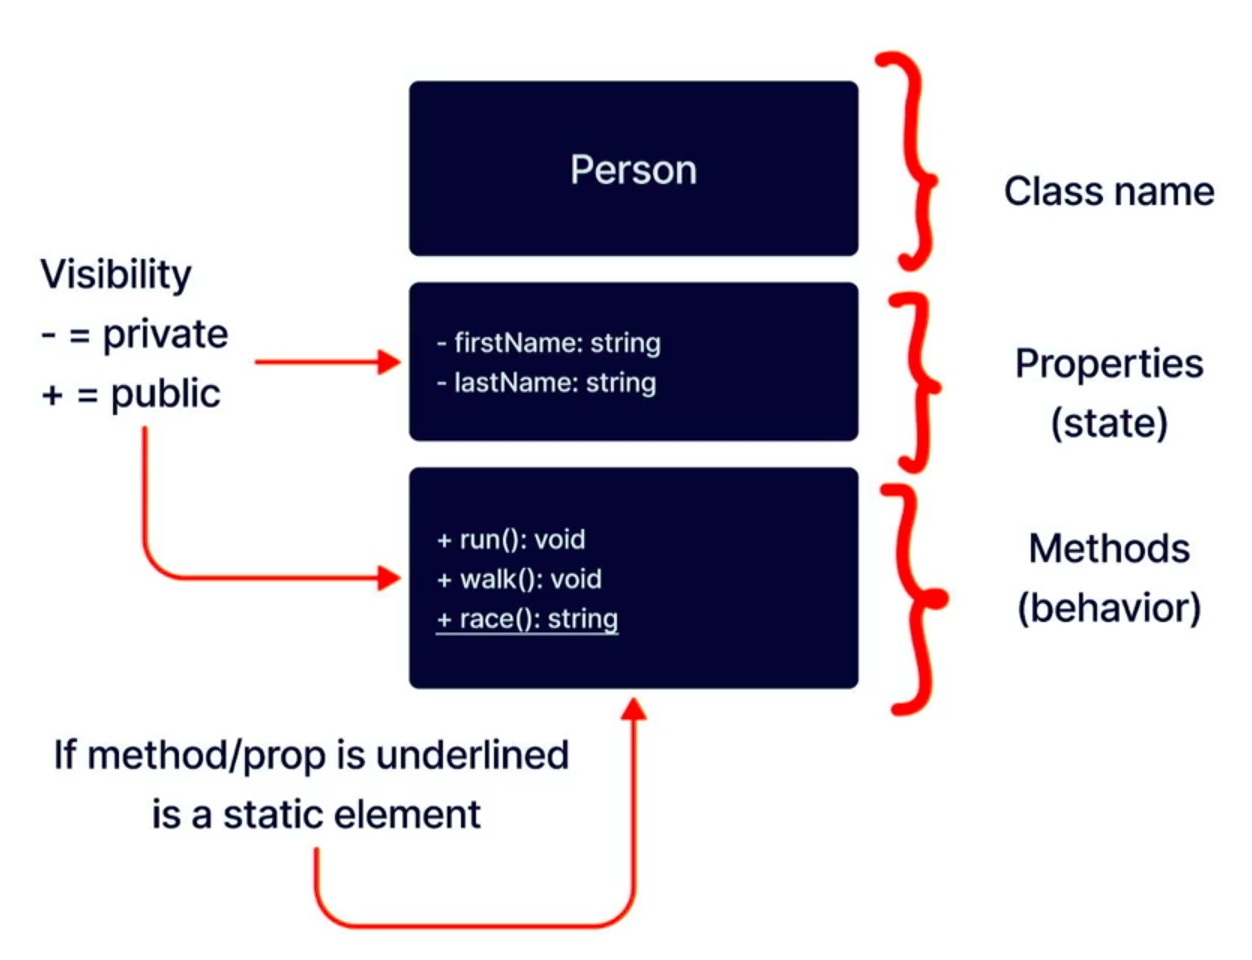 Person
Class name
Visibility
- = private
+ = public
- firstName: string
- lastName: string
Properties
(state)
+ run(): void
+ walk(): void
+ race(): string
Methods
(behavior)
If method/prop is underlined
is a static element